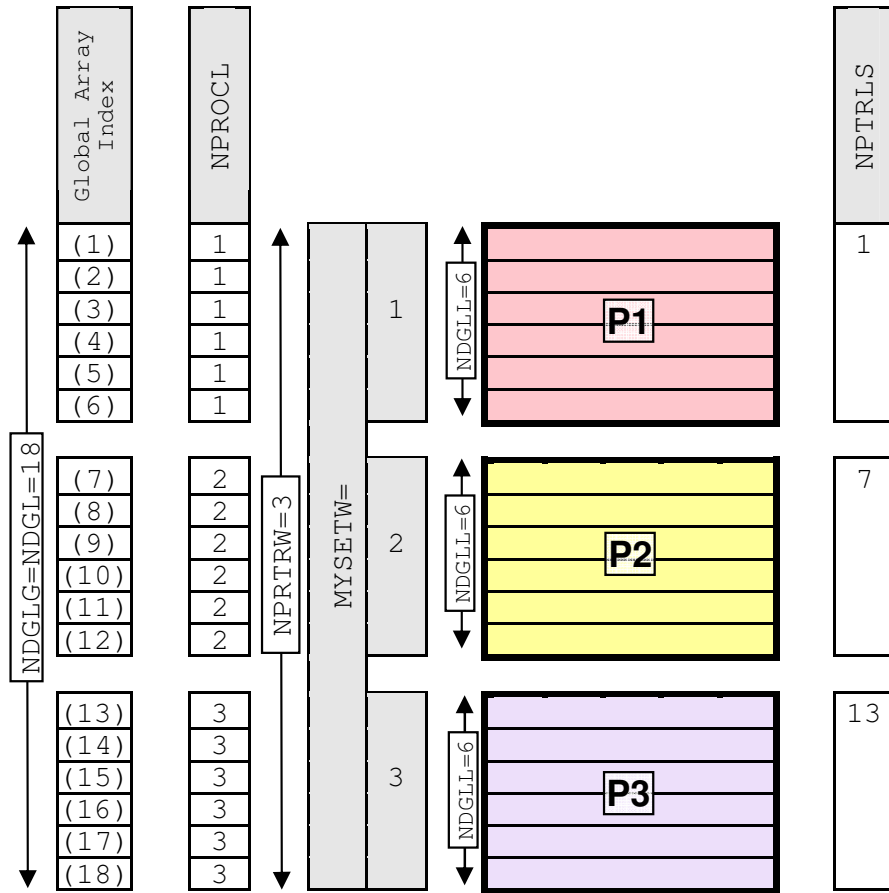 Global Array
Index
NPROCL
NPTRLS
NDGLG=NDGL=18
NPRTRW=3
MYSETW=
(1) 1
(2) 1
(3) 1
(4) 1
(5) 1
(6) 1
1
NDGLL=6
P1
1
(7) 2
(8) 2
(9) 2
(10) 2
(11) 2
(12) 2
2
NDGLL=6
P2
7
(13) 3
(14) 3
(15) 3
(16) 3
(17) 3
(18) 3
3
NDGLL=6
P3
13